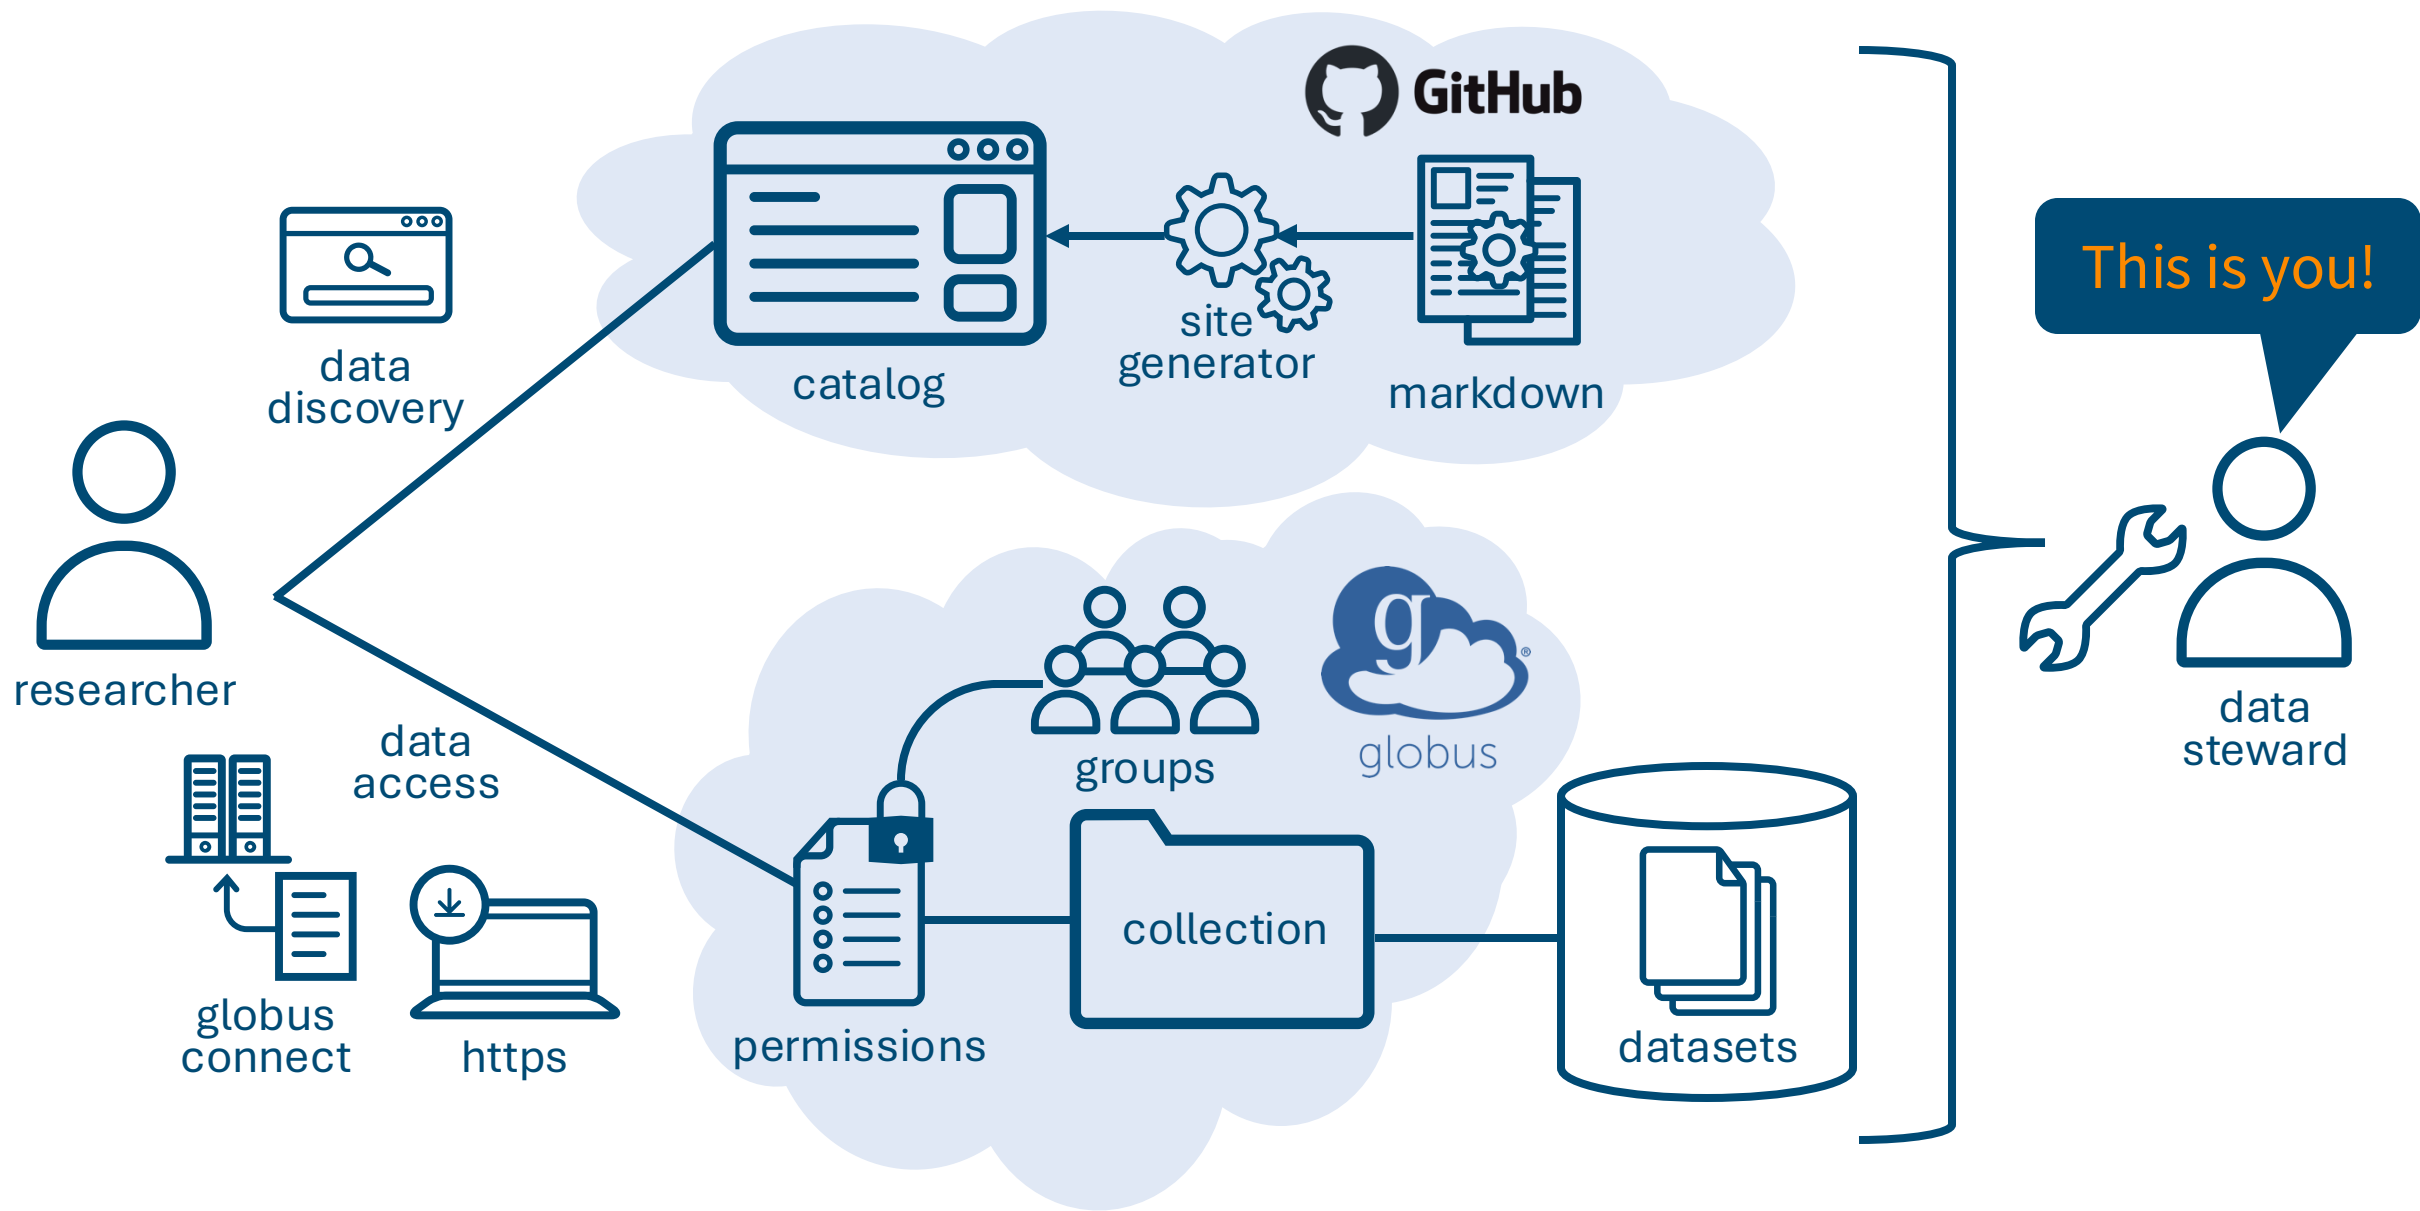 GitHub
This is you!
site
generator
catalog
markdown
data
discovery
researcher
data
access
globus
connect
https
groups
g
®
globus
collection
permissions
datasets
data
steward